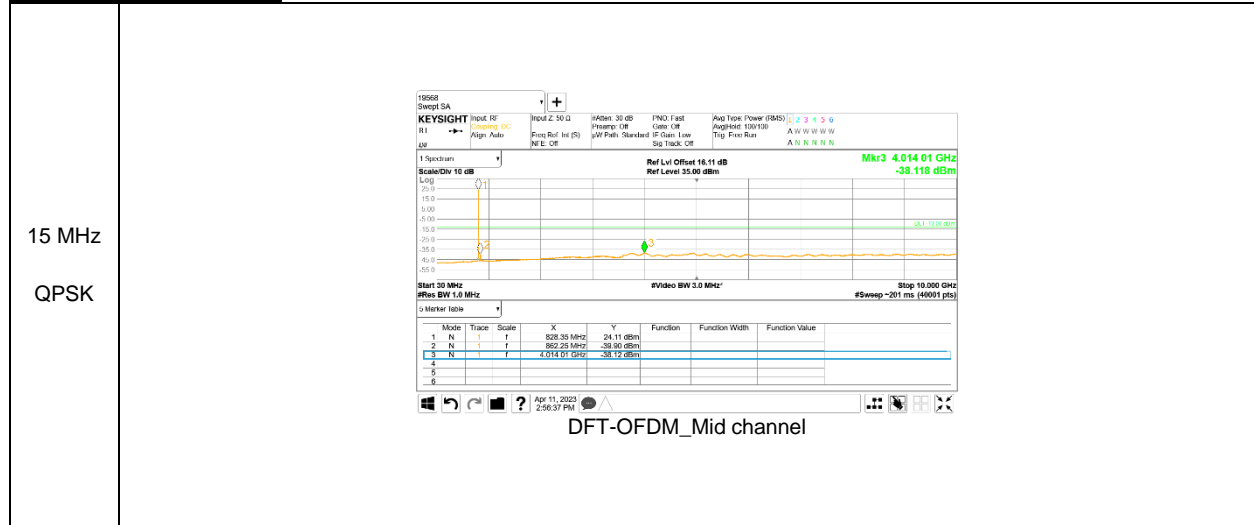 15 MHz
QPSK
19568
Swept SA
+
KEYSIGHT Input: RF Input Z: 50 Ω #Atten: 30 dB PNO: Fast Avg Type: Power (RMS) 1 2 3 4 5 6
Coupling: DC Preamp: Off Gate: Off Avg|Hold: 100/100 A W W W W W
Align: Auto Freq Ref: Int (S) µW Path: Standard IF Gain: Low Trig: Free Run
NFE: Off Sig Track: Off A N N N N N
1 Spectrum
Ref Lvl Offset 16.11 dB Mkr3 4.014 01 GHz
Scale/Div 10 dB Ref Level 35.00 dBm -38.118 dBm
Log
25.0
15.0
5.00
-5.00
-15.0
-25.0
-35.0
-45.0
-55.0
1
2
3
Start 30 MHz #Video BW 3.0 MHz* Stop 10.000 GHz
#Res BW 1.0 MHz #Sweep ~201 ms (40001 pts)
5 Marker Table
Mode Trace Scale X Y Function Function Width Function Value
1 N 1 f 828.35 MHz 24.11 dBm
2 N 1 f 862.25 MHz -39.90 dBm
3 N 1 f 4.014 01 GHz -38.12 dBm
4
5
6
? Apr 11, 2023
2:56:37 PM
DFT-OFDM_Mid channel